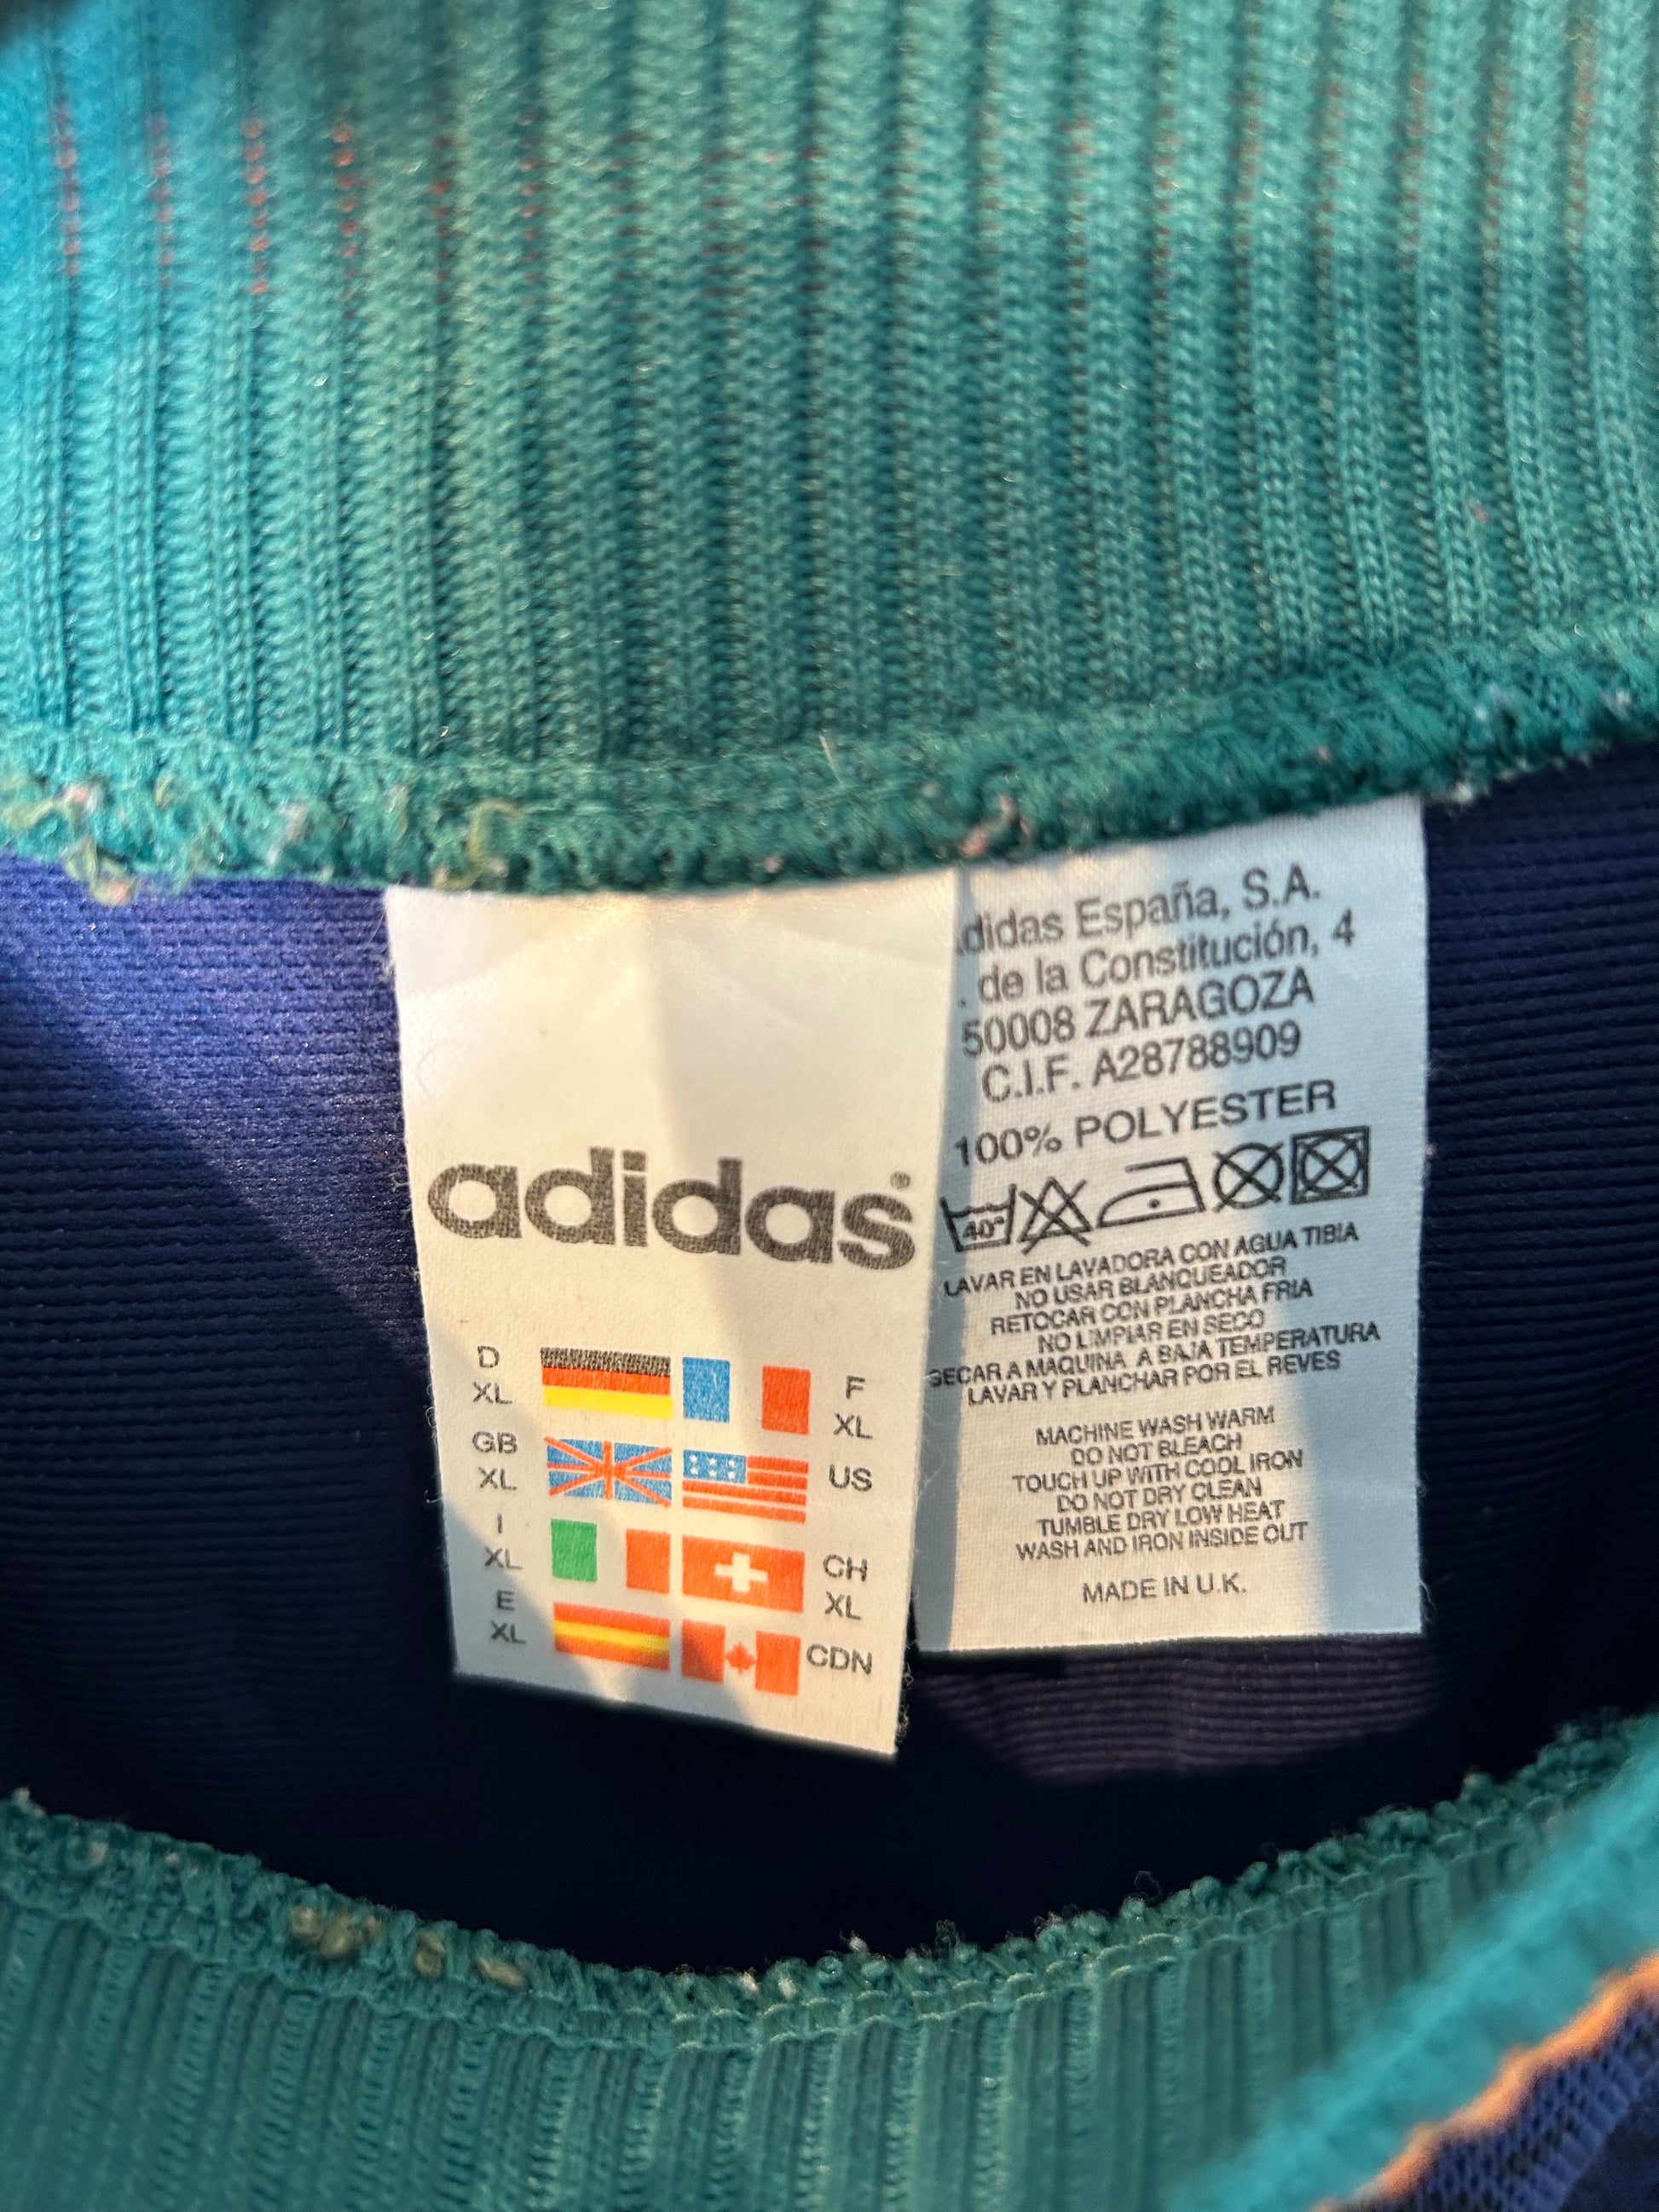 adidas®
D
XL
F
XL
GB
XL
US
I
XL
CH
XL
E
XL
CDN
didas España, S.A.
. de la Constitución, 4
50008 ZARAGOZA
C.I.F. A28788909
100% POLYESTER
40°
LAVAR EN LAVADORA CON AGUA TIBIA
NO USAR BLANQUEADOR
RETOCAR CON PLANCHA FRIA
NO LIMPIAR EN SECO
SECAR A MAQUINA A BAJA TEMPERATURA
LAVAR Y PLANCHAR POR EL REVES
MACHINE WASH WARM
DO NOT BLEACH
TOUCH UP WITH COOL IRON
DO NOT DRY CLEAN
TUMBLE DRY LOW HEAT
WASH AND IRON INSIDE OUT
MADE IN U.K.